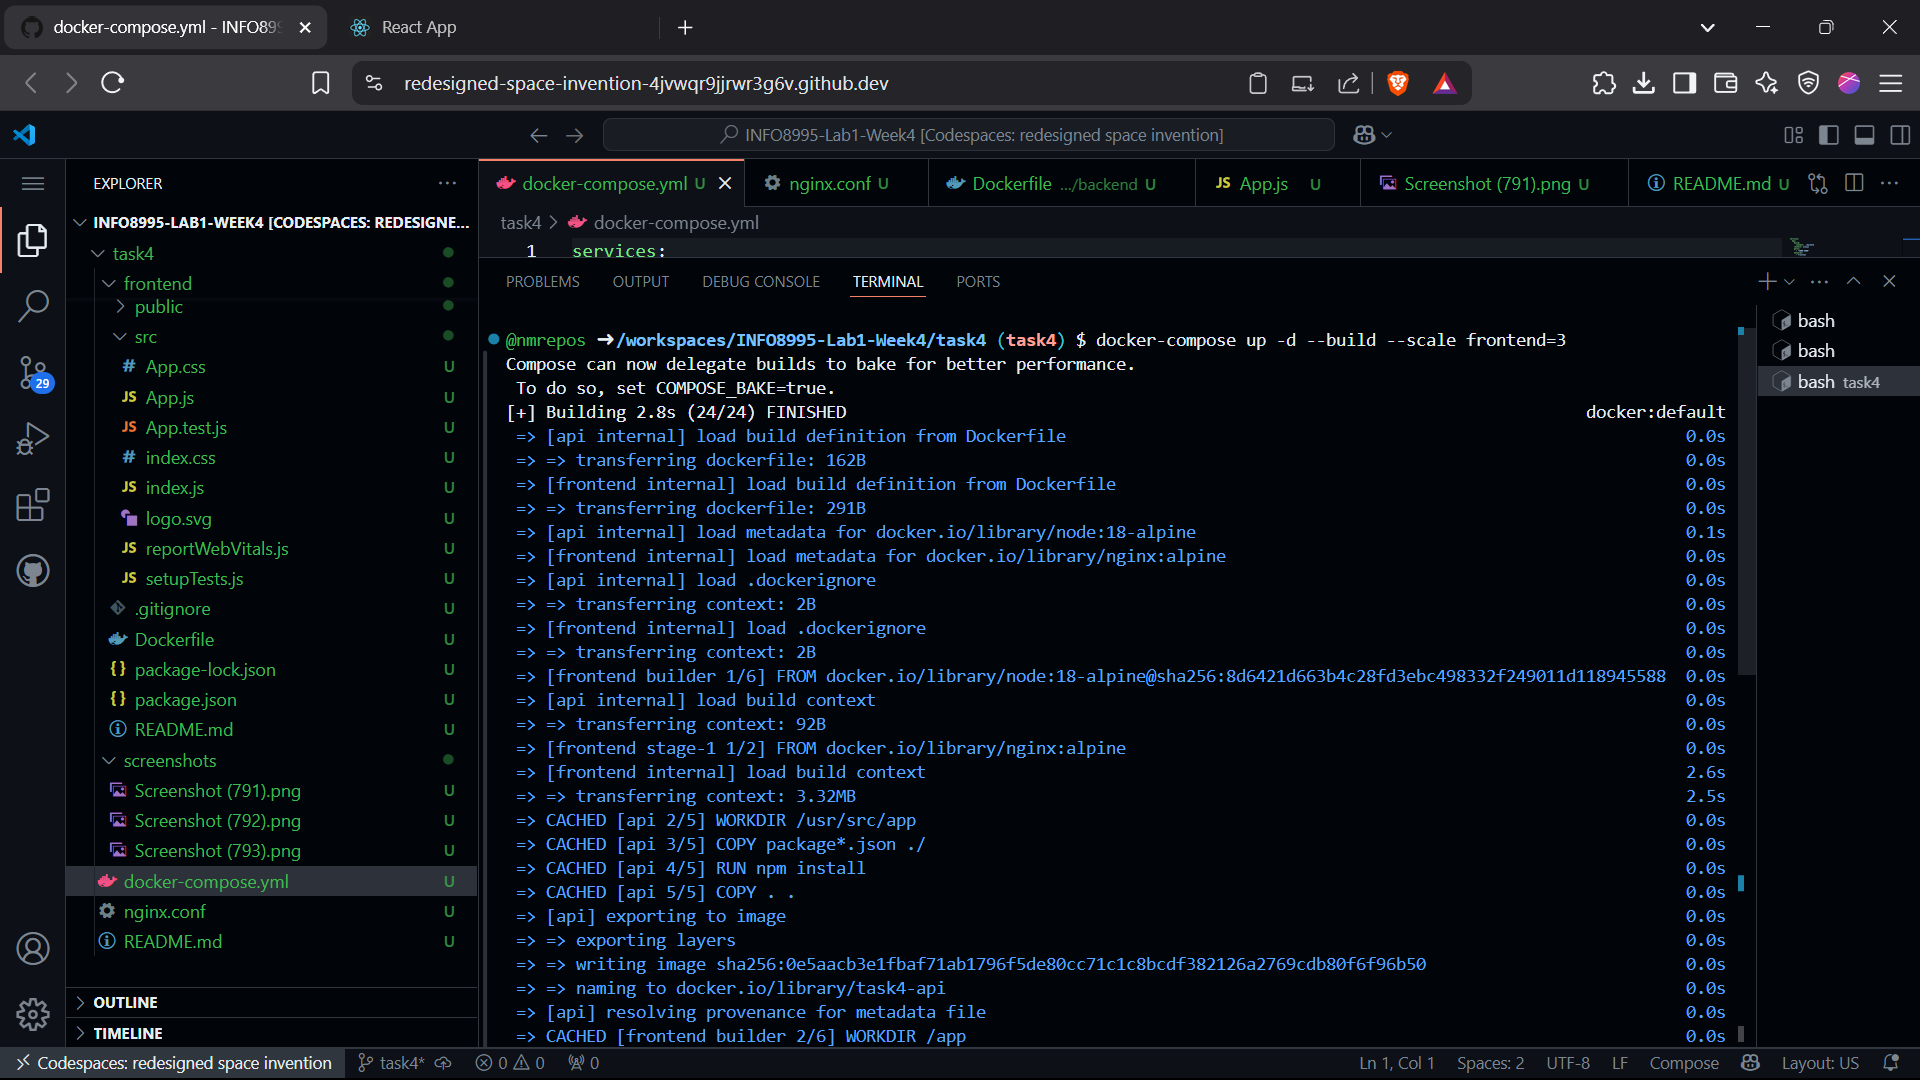 docker-compose.yml - INFO89
React App
redesigned-space-invention-4jvwqr9jjrwr3g6v.github.dev
INFO8995-Lab1-Week4 [Codespaces: redesigned space invention]
EXPLORER
INFO8995-LAB1-WEEK4 [CODESPACES: REDESIGNE...
task4
frontend
public
src
# App.css U
JS App.js U
JS App.test.js U
# index.css U
JS index.js U
logo.svg U
JS reportWebVitals.js U
JS setupTests.js U
.gitignore U
Dockerfile U
{} package-lock.json U
{} package.json U
README.md U
screenshots
Screenshot (791).png U
Screenshot (792).png U
Screenshot (793).png U
docker-compose.yml U
nginx.conf U
README.md U
OUTLINE
TIMELINE
29
docker-compose.yml U
nginx.conf U
Dockerfile .../backend U
JS App.js U
Screenshot (791).png U
README.md U
task4 > docker-compose.yml
1 services:
PROBLEMS OUTPUT DEBUG CONSOLE TERMINAL PORTS
@nmrepos ➜/workspaces/INFO8995-Lab1-Week4/task4 (task4) $ docker-compose up -d --build --scale frontend=3
Compose can now delegate builds to bake for better performance.
To do so, set COMPOSE_BAKE=true.
[+] Building 2.8s (24/24) FINISHED docker:default
=> [api internal] load build definition from Dockerfile 0.0s
=> => transferring dockerfile: 162B 0.0s
=> [frontend internal] load build definition from Dockerfile 0.0s
=> => transferring dockerfile: 291B 0.0s
=> [api internal] load metadata for docker.io/library/node:18-alpine 0.1s
=> [frontend internal] load metadata for docker.io/library/nginx:alpine 0.0s
=> [api internal] load .dockerignore 0.0s
=> => transferring context: 2B 0.0s
=> [frontend internal] load .dockerignore 0.0s
=> => transferring context: 2B 0.0s
=> [frontend builder 1/6] FROM docker.io/library/node:18-alpine@sha256:8d6421d663b4c28fd3ebc498332f249011d118945588 0.0s
=> [api internal] load build context 0.0s
=> => transferring context: 92B 0.0s
=> [frontend stage-1 1/2] FROM docker.io/library/nginx:alpine 0.0s
=> [frontend internal] load build context 2.6s
=> => transferring context: 3.32MB 2.5s
=> CACHED [api 2/5] WORKDIR /usr/src/app 0.0s
=> CACHED [api 3/5] COPY package*.json ./ 0.0s
=> CACHED [api 4/5] RUN npm install 0.0s
=> CACHED [api 5/5] COPY . . 0.0s
=> [api] exporting to image 0.0s
=> => exporting layers 0.0s
=> => writing image sha256:0e5aacb3e1fbaf71ab1796f5de80cc71c1c8bcdf382126a2769cdb80f6f96b50 0.0s
=> => naming to docker.io/library/task4-api 0.0s
=> [api] resolving provenance for metadata file 0.0s
=> CACHED [frontend builder 2/6] WORKDIR /app 0.0s
bash
bash
bash task4
Codespaces: redesigned space invention task4* 0 0 0 Ln 1, Col 1 Spaces: 2 UTF-8 LF Compose Layout: US